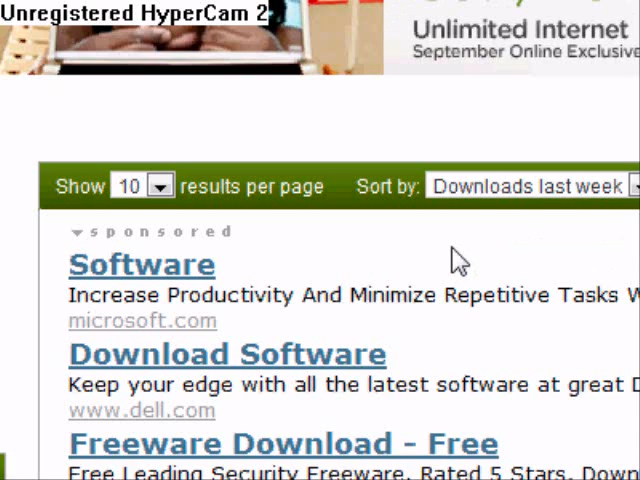 Unregistered HyperCam 2
Unlimited Internet
September Online Exclusive
Show 10 results per page Sort by: Downloads last week
sponsored
Software
Increase Productivity And Minimize Repetitive Tasks W
microsoft.com
Download Software
Keep your edge with all the latest software at great D
www.dell.com
Freeware Download - Free
Free Leading Security Freeware. Rated 5 Stars. Down